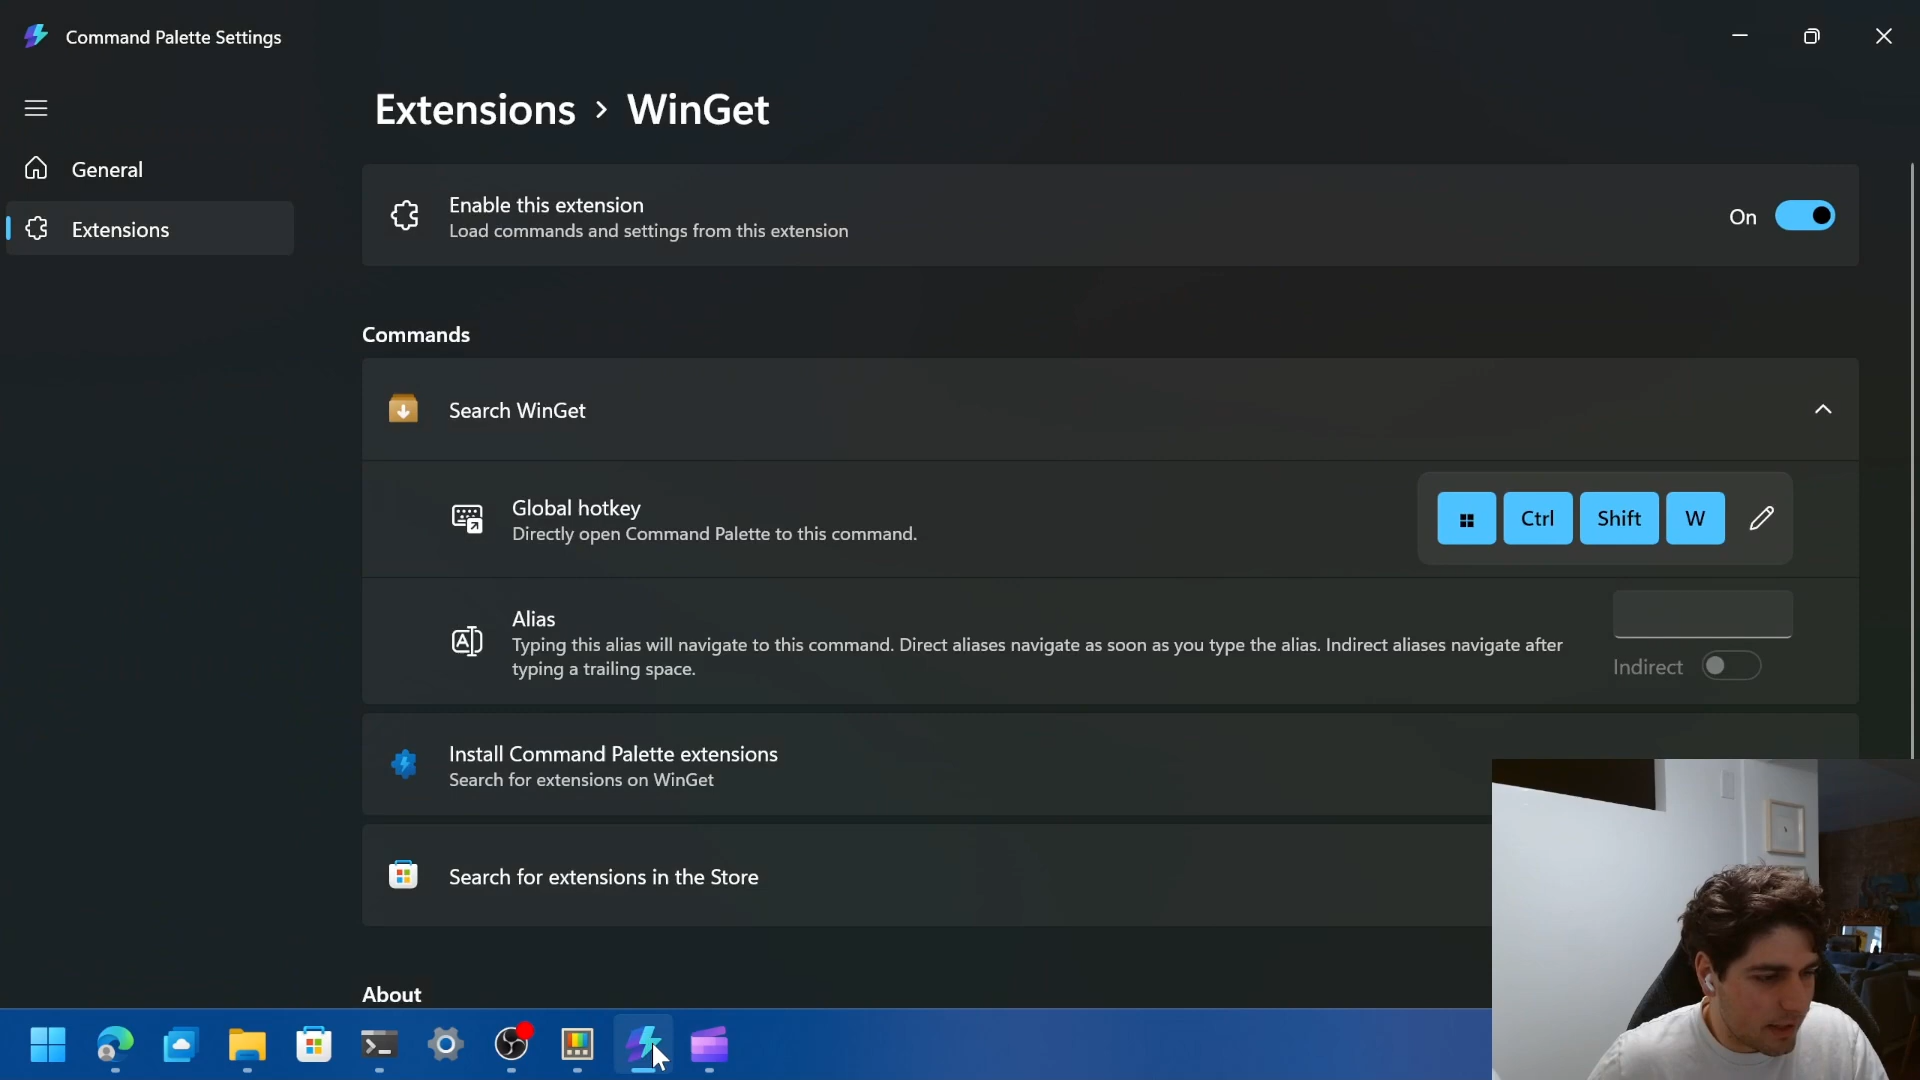 Command Palette Settings
Extensions > WinGet
General
Extensions
Enable this extension
Load commands and settings from this extension
On
Commands
Search WinGet
Global hotkey
Directly open Command Palette to this command.
Ctrl
Shift
W
Alias
Typing this alias will navigate to this command. Direct aliases navigate as soon as you type the alias. Indirect aliases navigate after
typing a trailing space.
Indirect
Install Command Palette extensions
Search for extensions on WinGet
Search for extensions in the Store
About